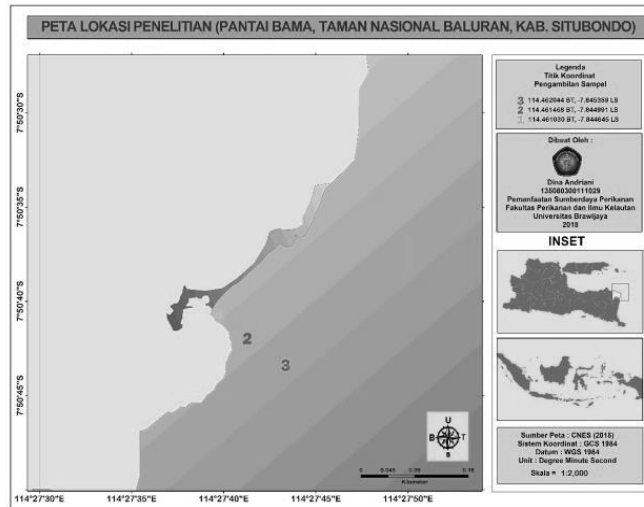 PETA LOKASI PENELITIAN (PANTAI BAMA, TAMAN NASIONAL BALURAN, KAB. SITUBONDO)
7°50'30"S
7°50'35"S
7°50'40"S
7°50'45"S
2
3
U
B T
S
0
Kilometer
114°27'30"E 114°27'35"E 114°27'40"E 114°27'45"E 114°27'50"E
Legenda
Titik Koordinat
Pengambilan Sampel
3 114.462044 BT, -7.845389 LS
2 114.461468 BT, -7.844991 LS
1 114.461030 BT, -7.844645 LS
Dibuat Oleh :
Dina Andriani
135080300111029
Pemanfaatan Sumberdaya Perikanan
Fakultas Perikanan dan Ilmu Kelautan
Universitas Brawijaya
2018
INSET
Sumber Peta : CNES (2018)
Sistem Koordinat : GCS 1984
Datum : WGS 1984
Unit : Degree Minute Second
Skala = 1:2,000